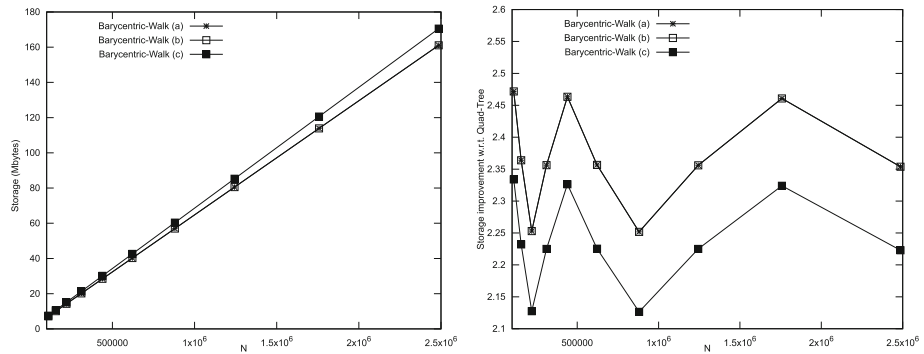 180
160
140
120
100
80
60
40
20
0
Storage (Mbytes)
Barycentric-Walk (a)
Barycentric-Walk (b)
Barycentric-Walk (c)
500000
1x10^6
1.5x10^6
2x10^6
2.5x10^6
N
2.6
2.55
2.5
2.45
2.4
2.35
2.3
2.25
2.2
2.15
2.1
Storage improvement w.r.t. Quad-Tree
Barycentric-Walk (a)
Barycentric-Walk (b)
Barycentric-Walk (c)
500000
1x10^6
1.5x10^6
2x10^6
2.5x10^6
N